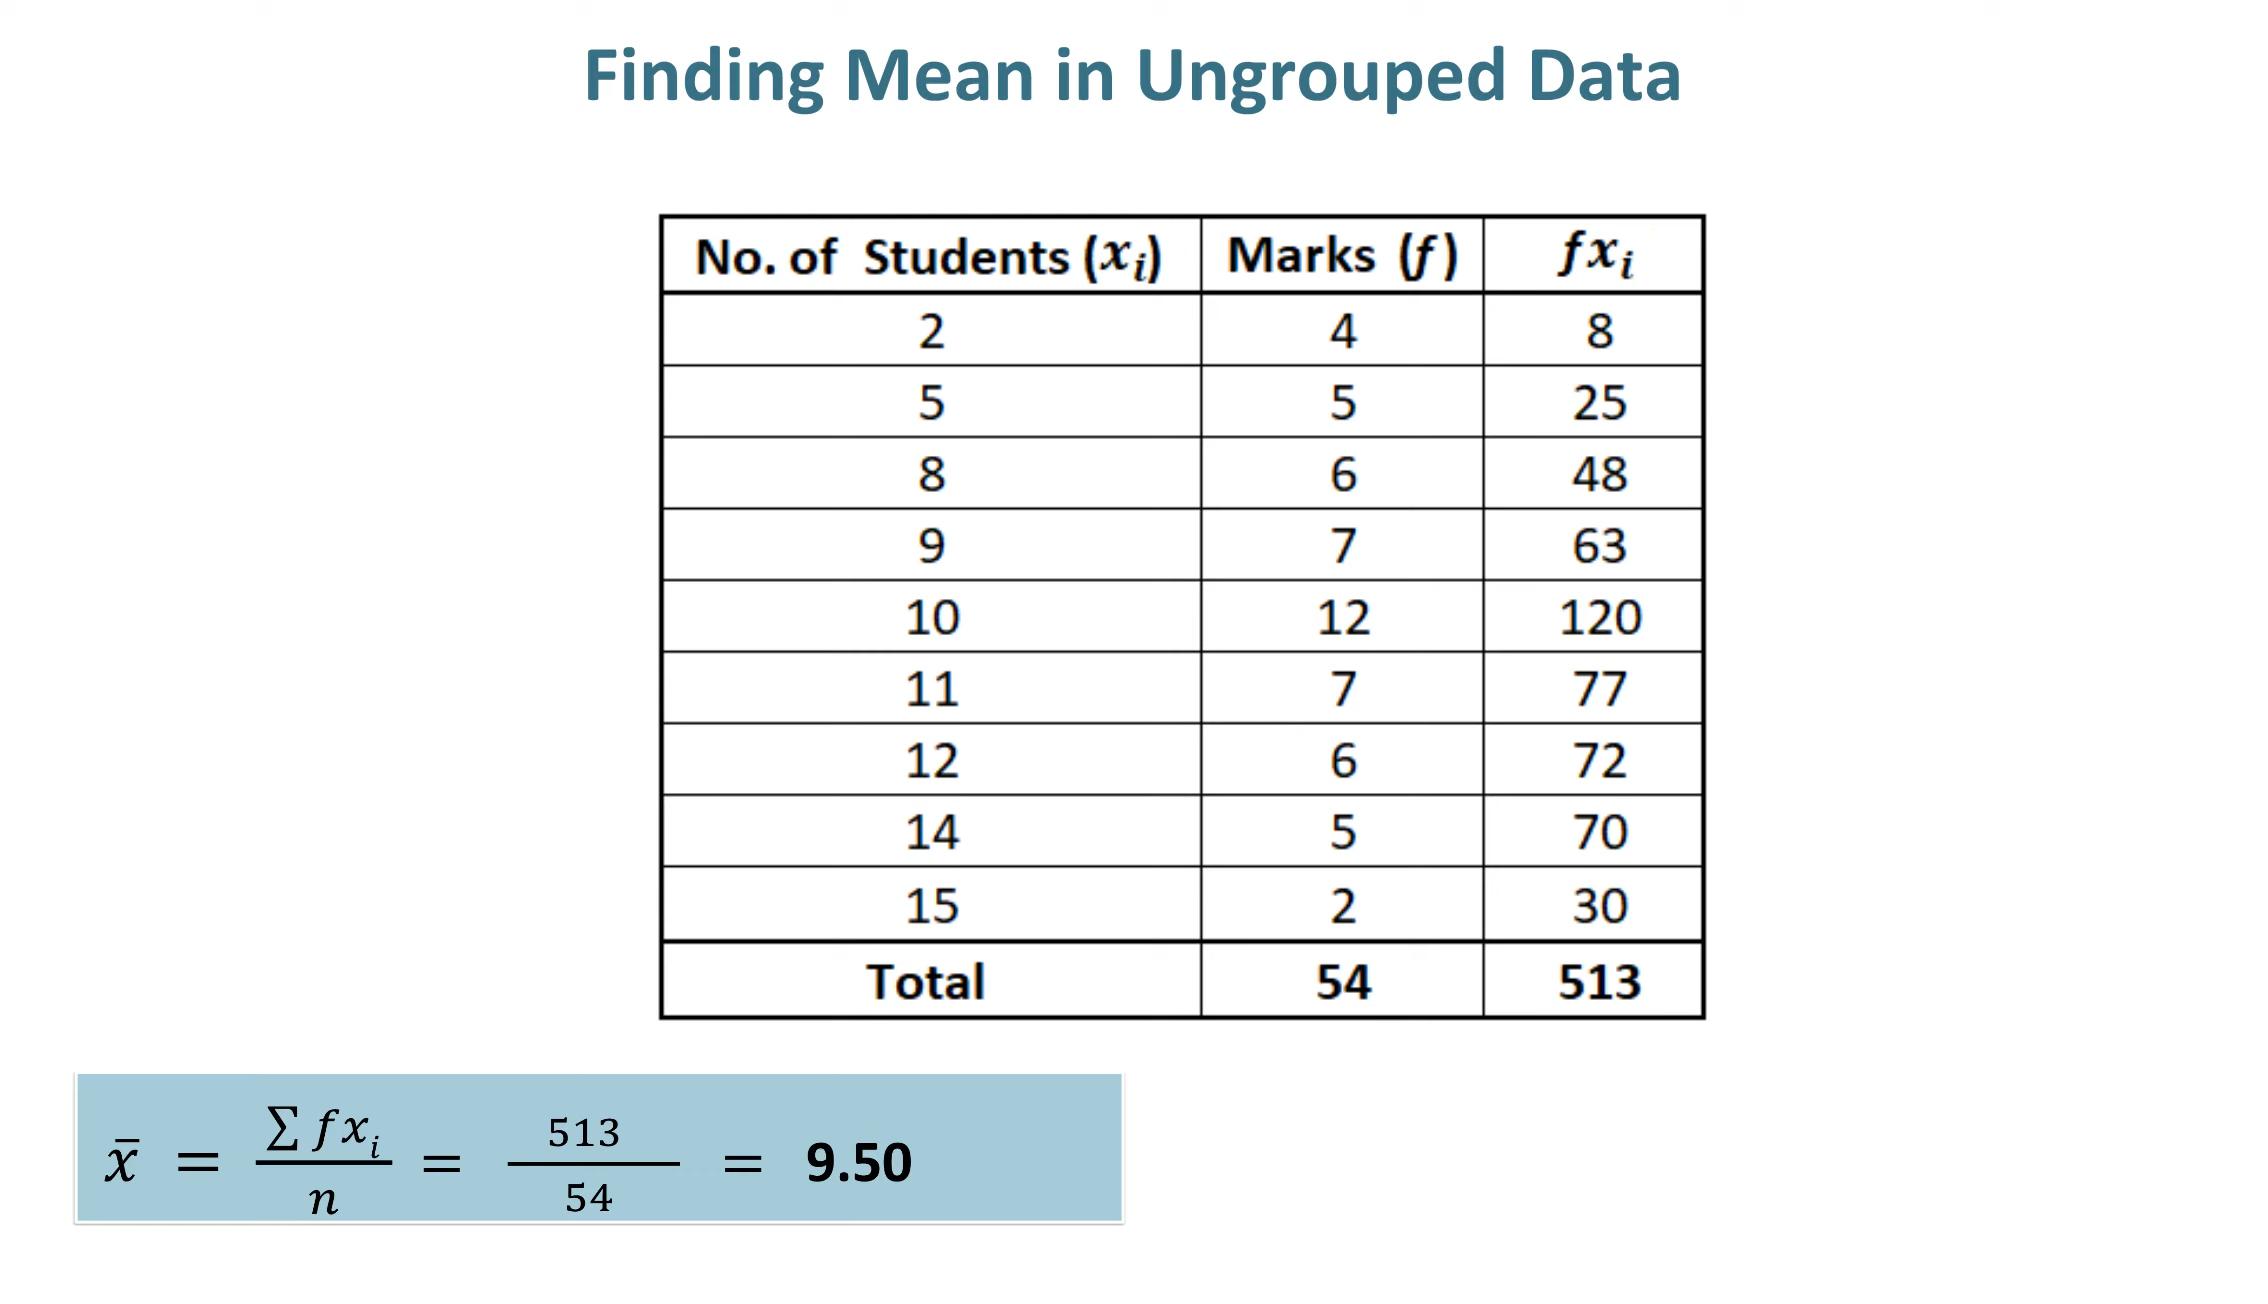 Finding Mean in Ungrouped Data
No. of Students (xᵢ) Marks (f) fxᵢ
2 4 8
5 5 25
8 6 48
9 7 63
10 12 120
11 7 77
12 6 72
14 5 70
15 2 30
Total 54 513
x̄ = ∑ fxᵢ / n = 513 / 54 = 9.50